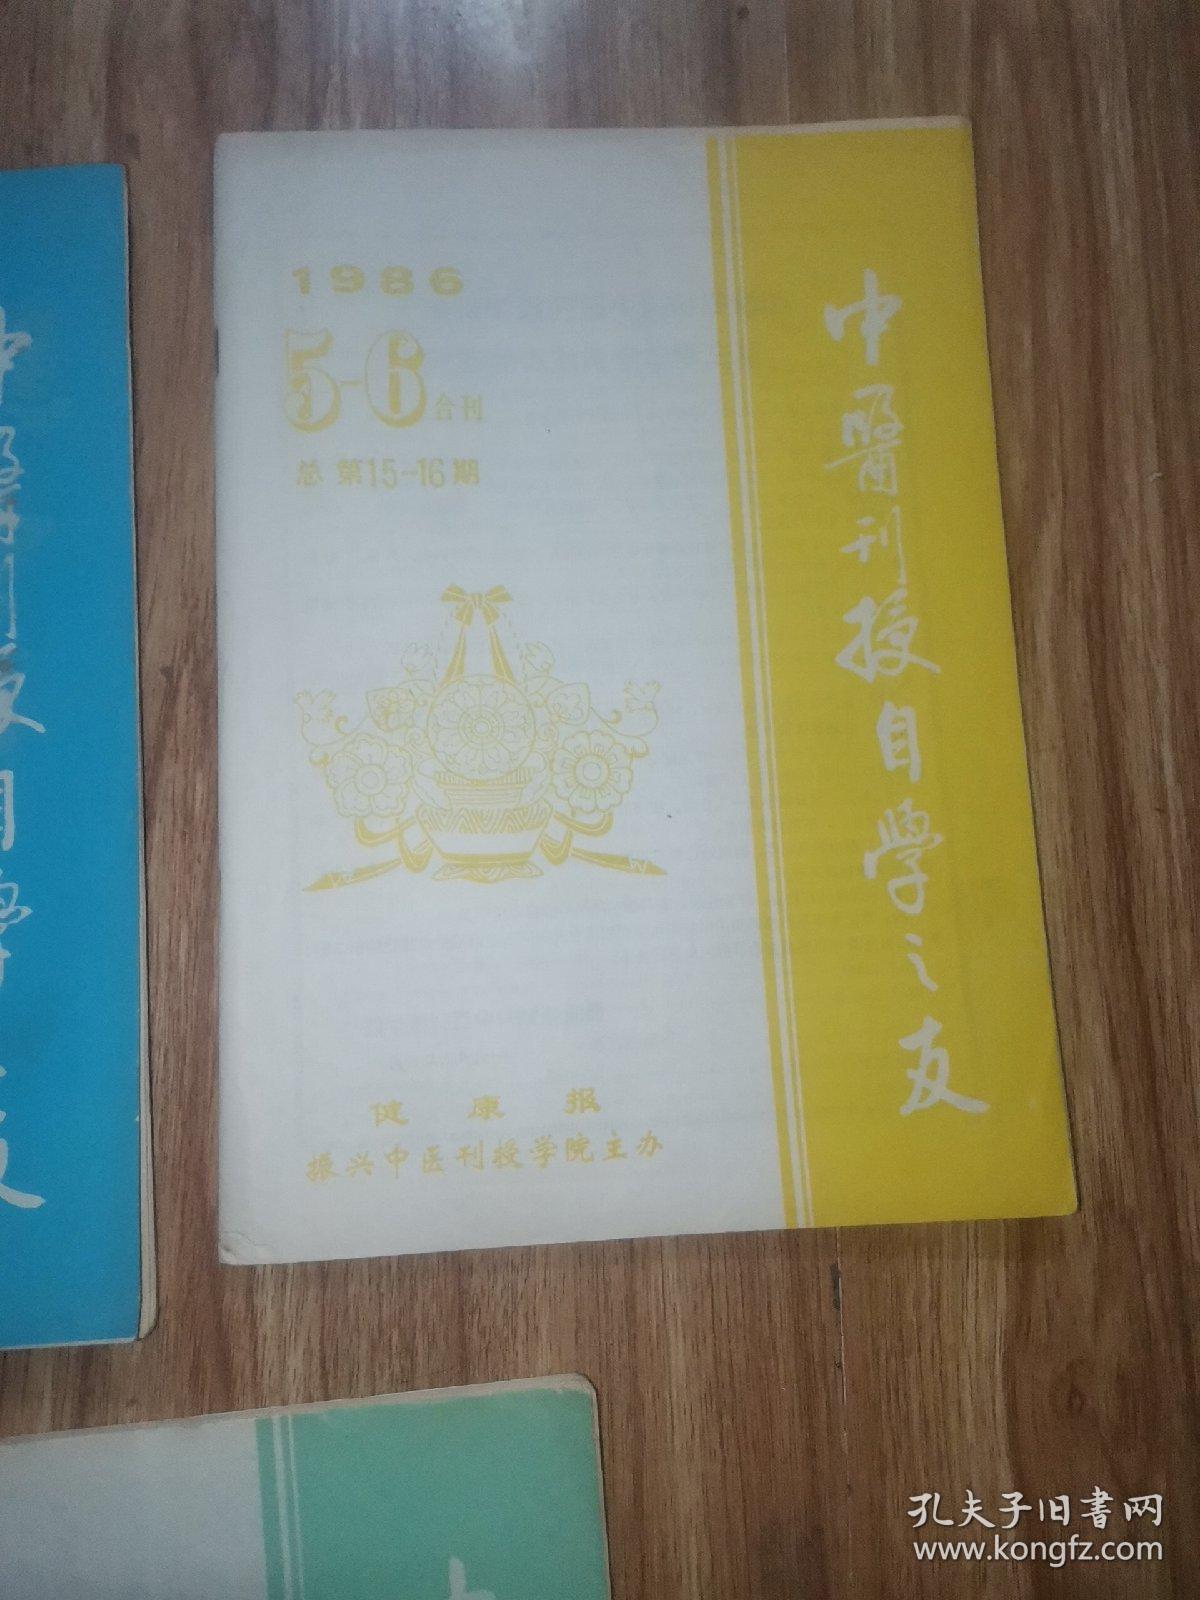 1986
5-6合刊
总第15-16期
中醫刊授自学之友
健康报
振兴中医刊授学院主办
孔夫子旧书网
www.kongfz.com